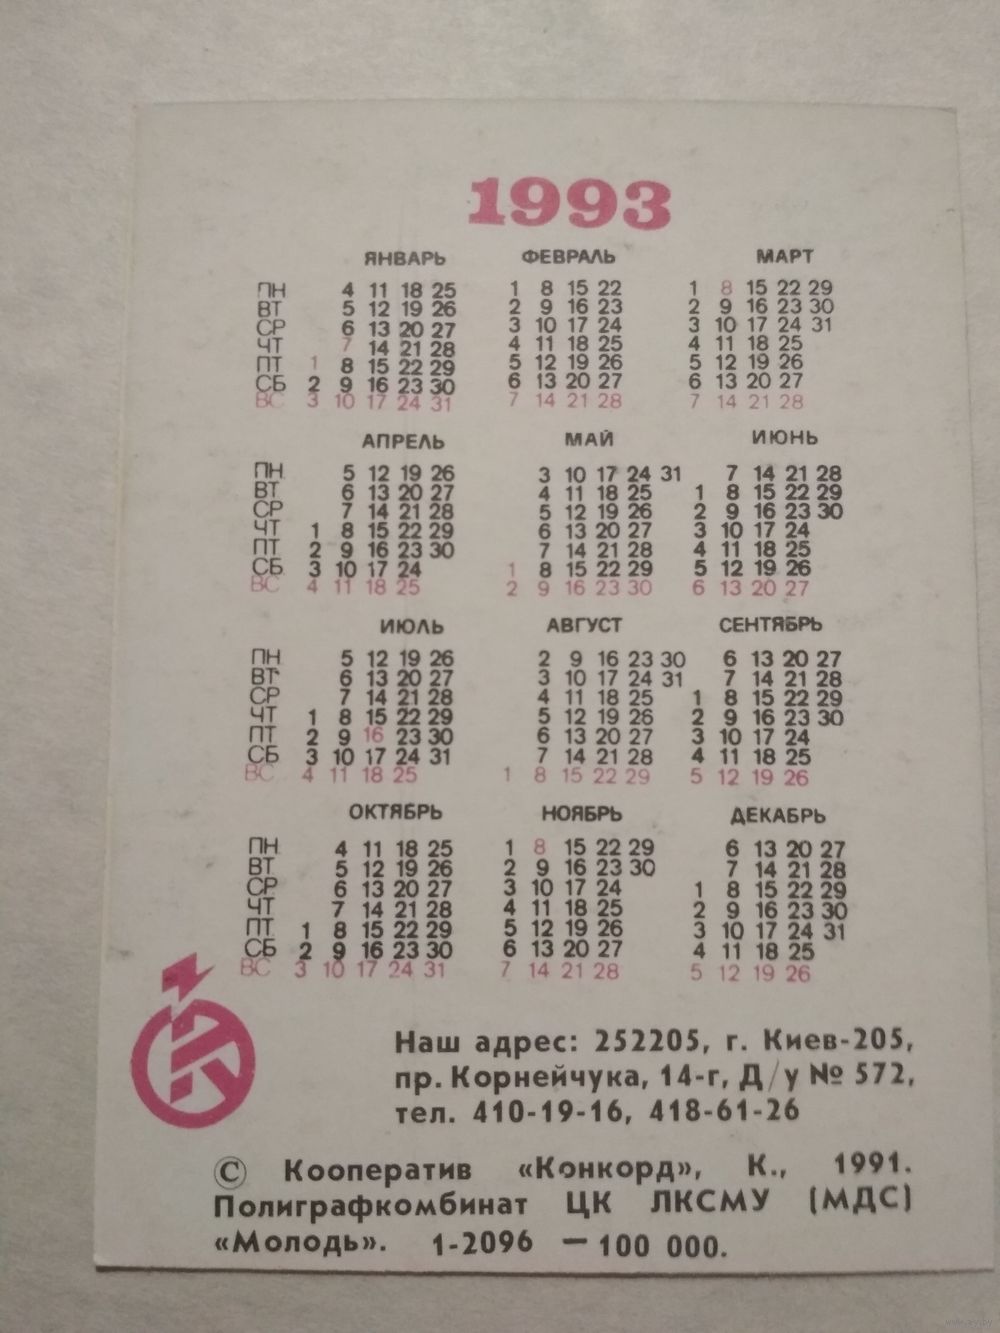 1993
ЯНВАРЬ ФЕВРАЛЬ МАРТ
ПН 4 11 18 25 1 8 15 22 1 8 15 22 29
ВТ 5 12 19 26 2 9 16 23 2 9 16 23 30
СР 6 13 20 27 3 10 17 24 3 10 17 24 31
ЧТ 7 14 21 28 4 11 18 25 4 11 18 25
ПТ 1 8 15 22 29 5 12 19 26 5 12 19 26
СБ 2 9 16 23 30 6 13 20 27 6 13 20 27
ВС 3 10 17 24 31 7 14 21 28 7 14 21 28
АПРЕЛЬ МАЙ ИЮНЬ
ПН 5 12 19 26 3 10 17 24 31 7 14 21 28
ВТ 6 13 20 27 4 11 18 25 1 8 15 22 29
СР 7 14 21 28 5 12 19 26 2 9 16 23 30
ЧТ 1 8 15 22 29 6 13 20 27 3 10 17 24
ПТ 2 9 16 23 30 7 14 21 28 4 11 18 25
СБ 3 10 17 24 1 8 15 22 29 5 12 19 26
ВС 4 11 18 25 2 9 16 23 30 6 13 20 27
ИЮЛЬ АВГУСТ СЕНТЯБРЬ
ПН 5 12 19 26 2 9 16 23 30 6 13 20 27
ВТ 6 13 20 27 3 10 17 24 31 7 14 21 28
СР 7 14 21 28 4 11 18 25 1 8 15 22 29
ЧТ 1 8 15 22 29 5 12 19 26 2 9 16 23 30
ПТ 2 9 16 23 30 6 13 20 27 3 10 17 24
СБ 3 10 17 24 31 7 14 21 28 4 11 18 25
ВС 4 11 18 25 1 8 15 22 29 5 12 19 26
ОКТЯБРЬ НОЯБРЬ ДЕКАБРЬ
ПН 4 11 18 25 1 8 15 22 29 6 13 20 27
ВТ 5 12 19 26 2 9 16 23 30 7 14 21 28
СР 6 13 20 27 3 10 17 24 1 8 15 22 29
ЧТ 7 14 21 28 4 11 18 25 2 9 16 23 30
ПТ 1 8 15 22 29 5 12 19 26 3 10 17 24 31
СБ 2 9 16 23 30 6 13 20 27 4 11 18 25
ВС 3 10 17 24 31 7 14 21 28 5 12 19 26
Наш адрес: 252205, г. Киев-205,
пр. Корнейчука, 14-г, Д/у № 572,
тел. 410-19-16, 418-61-26
© Кооператив «Конкорд», К., 1991.
Полиграфкомбинат ЦК ЛКСМУ (МДС)
«Молодь». 1-2096 — 100 000.